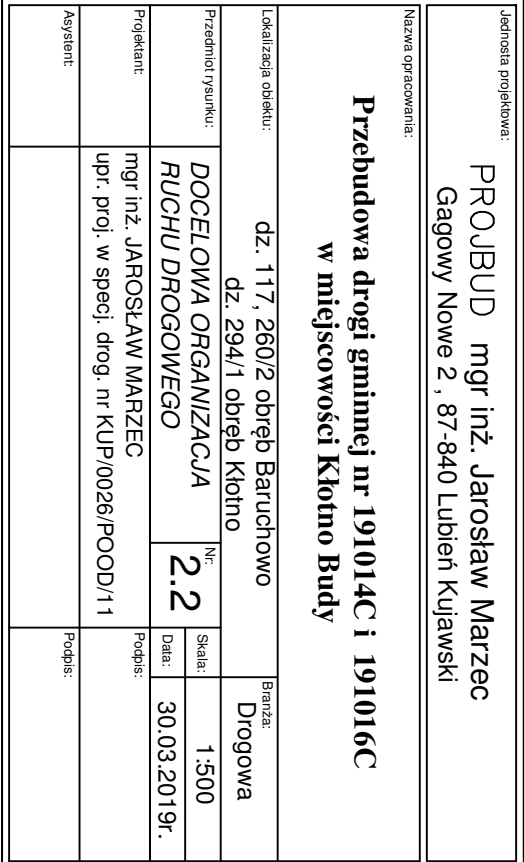 Jednosta projektowa:
PROJBUD mgr inż. Jarosław Marzec
Gagowy Nowe 2 , 87-840 Lubień Kujawski
Nazwa opracowania:
Przebudowa drogi gminnej nr 191014C i 191016C
w miejscowości Kłotno Budy
Lokalizacja obiektu:
dz. 117, 260/2 obręb Baruchowo
dz. 294/1 obręb Kłotno
Branża:
Drogowa
Przedmiot rysunku:
DOCELOWA ORGANIZACJA
RUCHU DROGOWEGO
Nr:
2.2
Skala:
1:500
Data:
30.03.2019r.
Projektant:
mgr inż. JAROSŁAW MARZEC
upr. proj. w specj. drog. nr KUP/0026/POOD/11
Podpis:
Asystent:
Podpis: